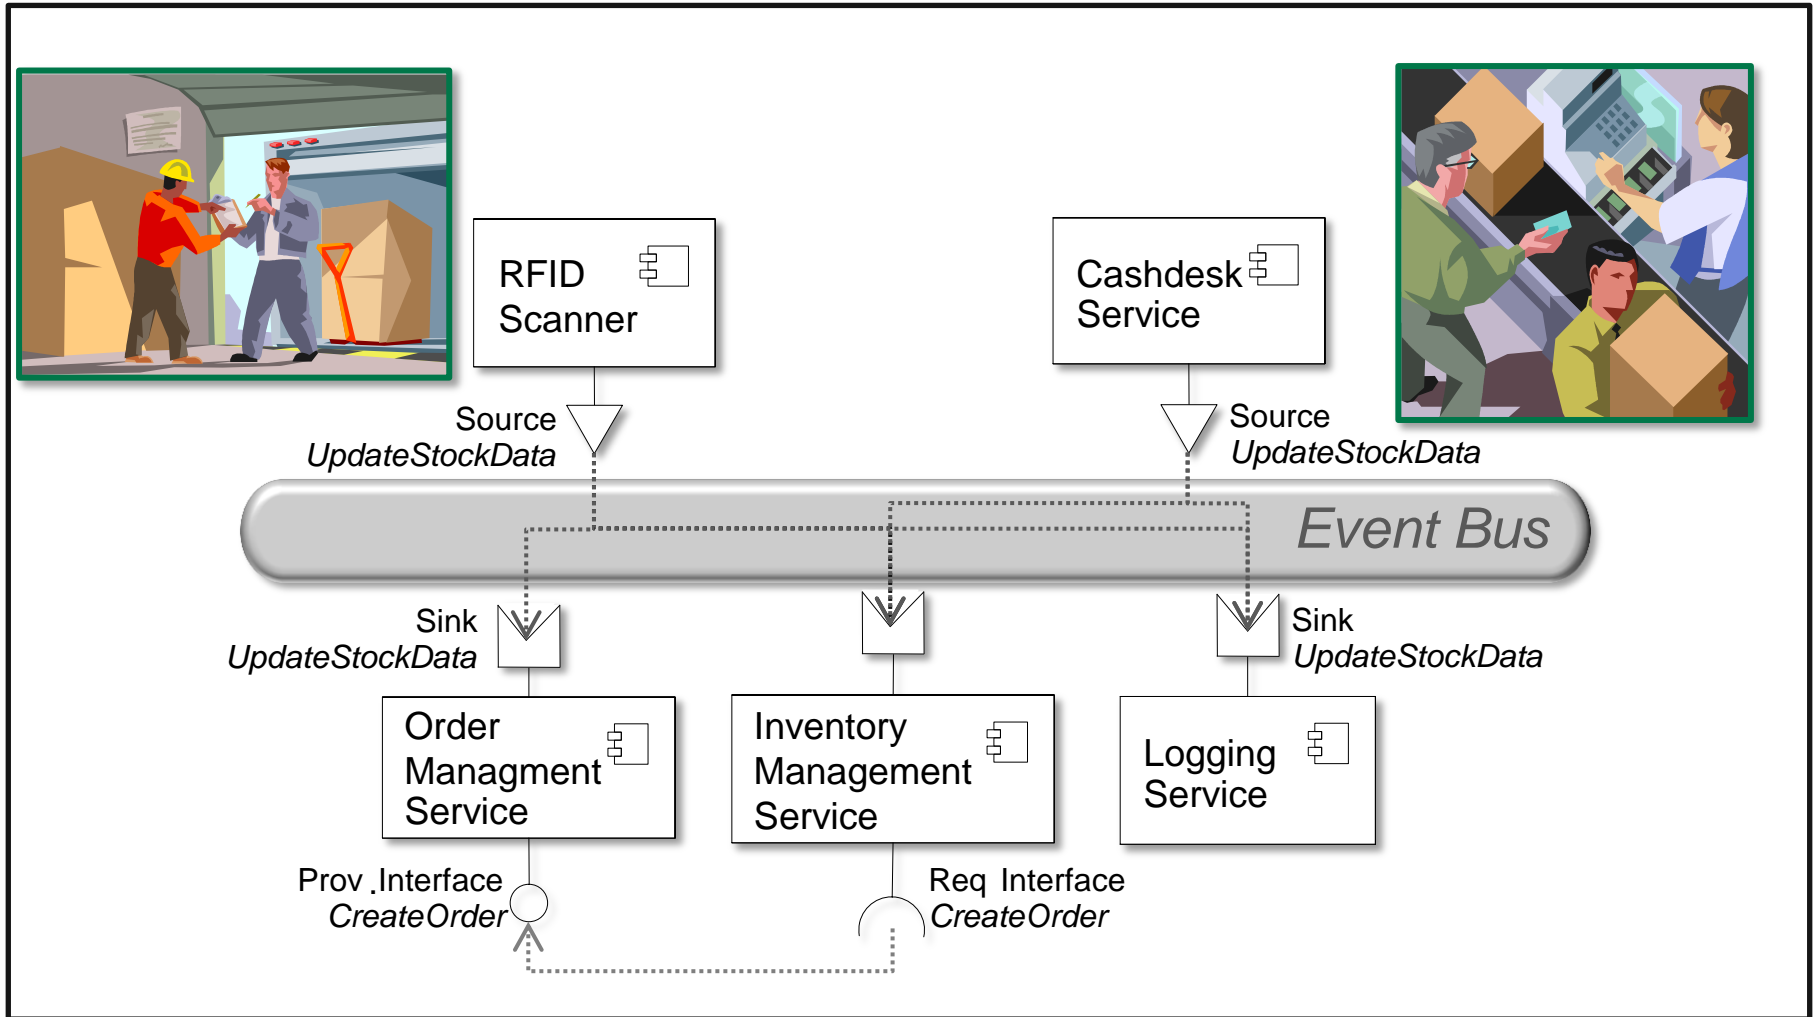 RFID
Scanner
Cashdesk
Service
Source
UpdateStockData
Source
UpdateStockData
Event Bus
Sink
UpdateStockData
Sink
UpdateStockData
Order
Managment
Service
Inventory
Management
Service
Logging
Service
Prov.Interface
CreateOrder
Req Interface
CreateOrder